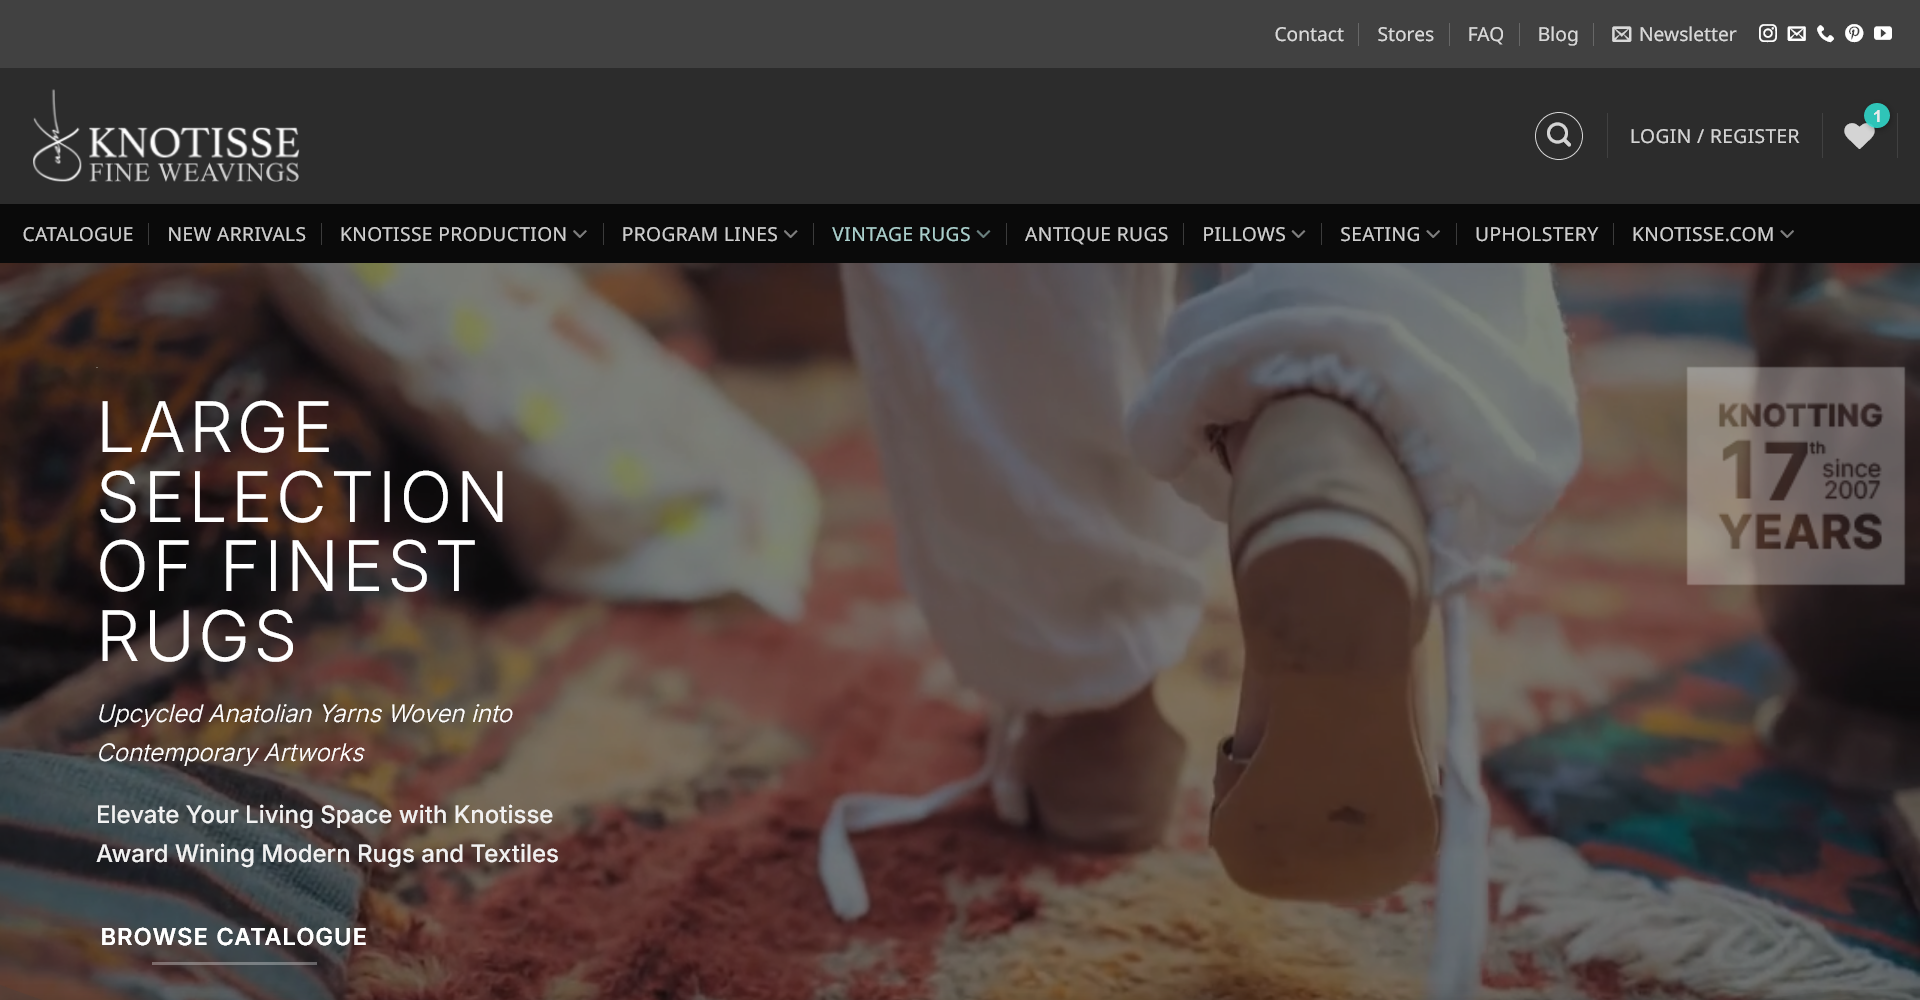 Contact Stores FAQ Blog Newsletter
KNOTISSE
FINE WEAVINGS
LOGIN / REGISTER
1
CATALOGUE NEW ARRIVALS KNOTISSE PRODUCTION PROGRAM LINES VINTAGE RUGS ANTIQUE RUGS PILLOWS SEATING UPHOLSTERY KNOTISSE.COM
LARGE
SELECTION
OF FINEST
RUGS
Upcycled Anatolian Yarns Woven into
Contemporary Artworks
Elevate Your Living Space with Knotisse
Award Wining Modern Rugs and Textiles
BROWSE CATALOGUE
KNOTTING
17th since
2007
YEARS